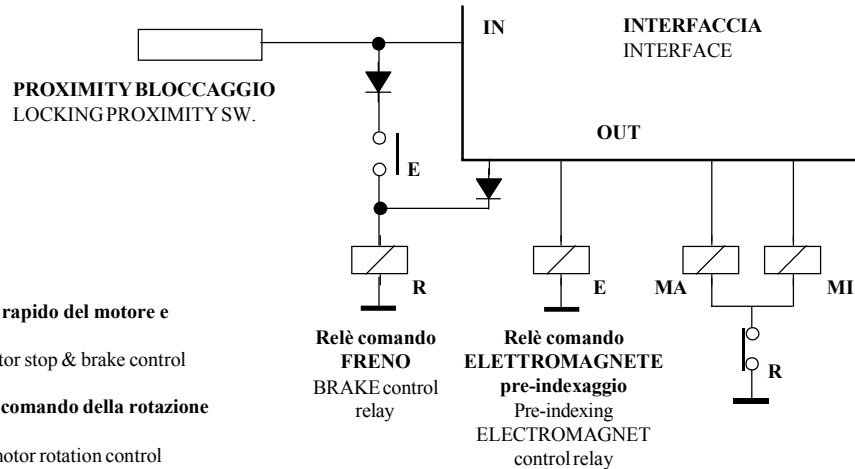 IN
INTERFACCIA
INTERFACE
PROXIMITY BLOCCAGGIO
LOCKING PROXIMITY SW.
OUT
E
R
E
MA
MI
rapido del motore e
tor stop & brake control
comando della rotazione
motor rotation control
Relè comando
FRENO
BRAKE control
relay
Relè comando
ELETTROMAGNETE
pre-indexaggio
Pre-indexing
ELECTROMAGNET
control relay
R